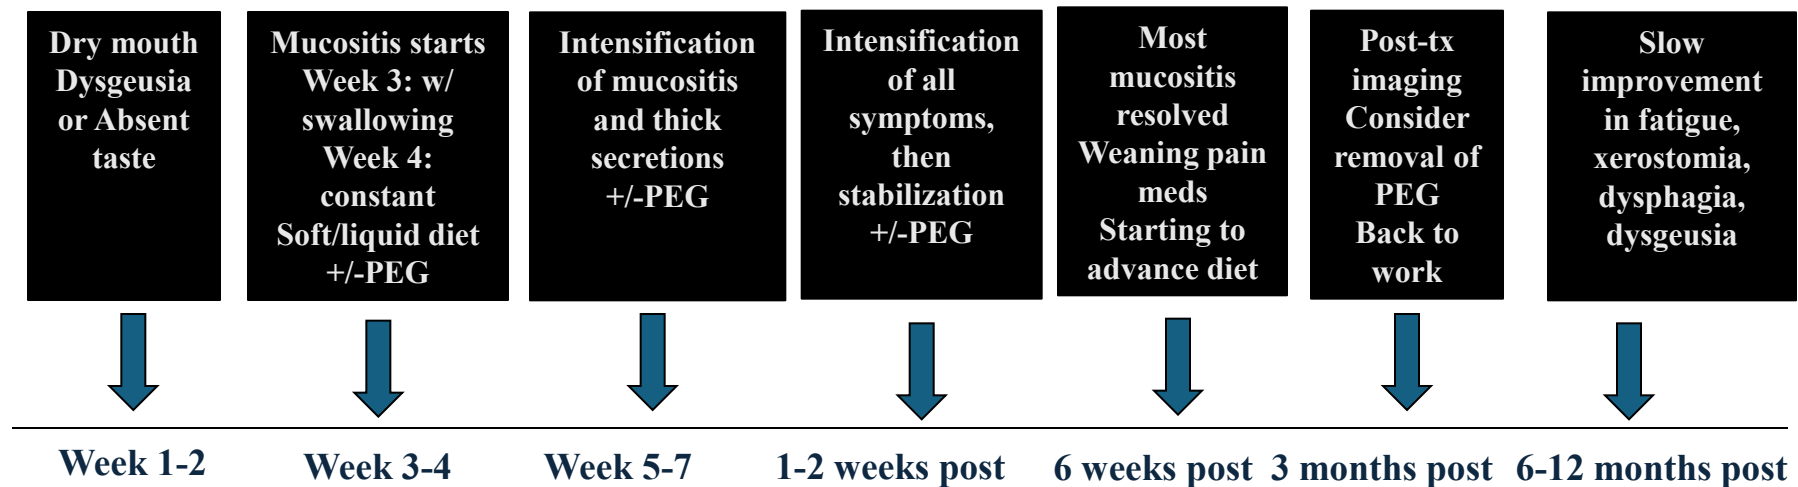 Dry mouth
Dysgeusia
or Absent
taste
Mucositis starts
Week 3: w/
swallowing
Week 4:
constant
Soft/liquid diet
+/-PEG
Intensification
of mucositis
and thick
secretions
+/-PEG
Intensification
of all
symptoms,
then
stabilization
+/-PEG
Most
mucositis
resolved
Weaning pain
meds
Starting to
advance diet
Post-tx
imaging
Consider
removal of
PEG
Back to
work
Slow
improvement
in fatigue,
xerostomia,
dysphagia,
dysgeusia
Week 1-2
Week 3-4
Week 5-7
1-2 weeks post
6 weeks post
3 months post
6-12 months post